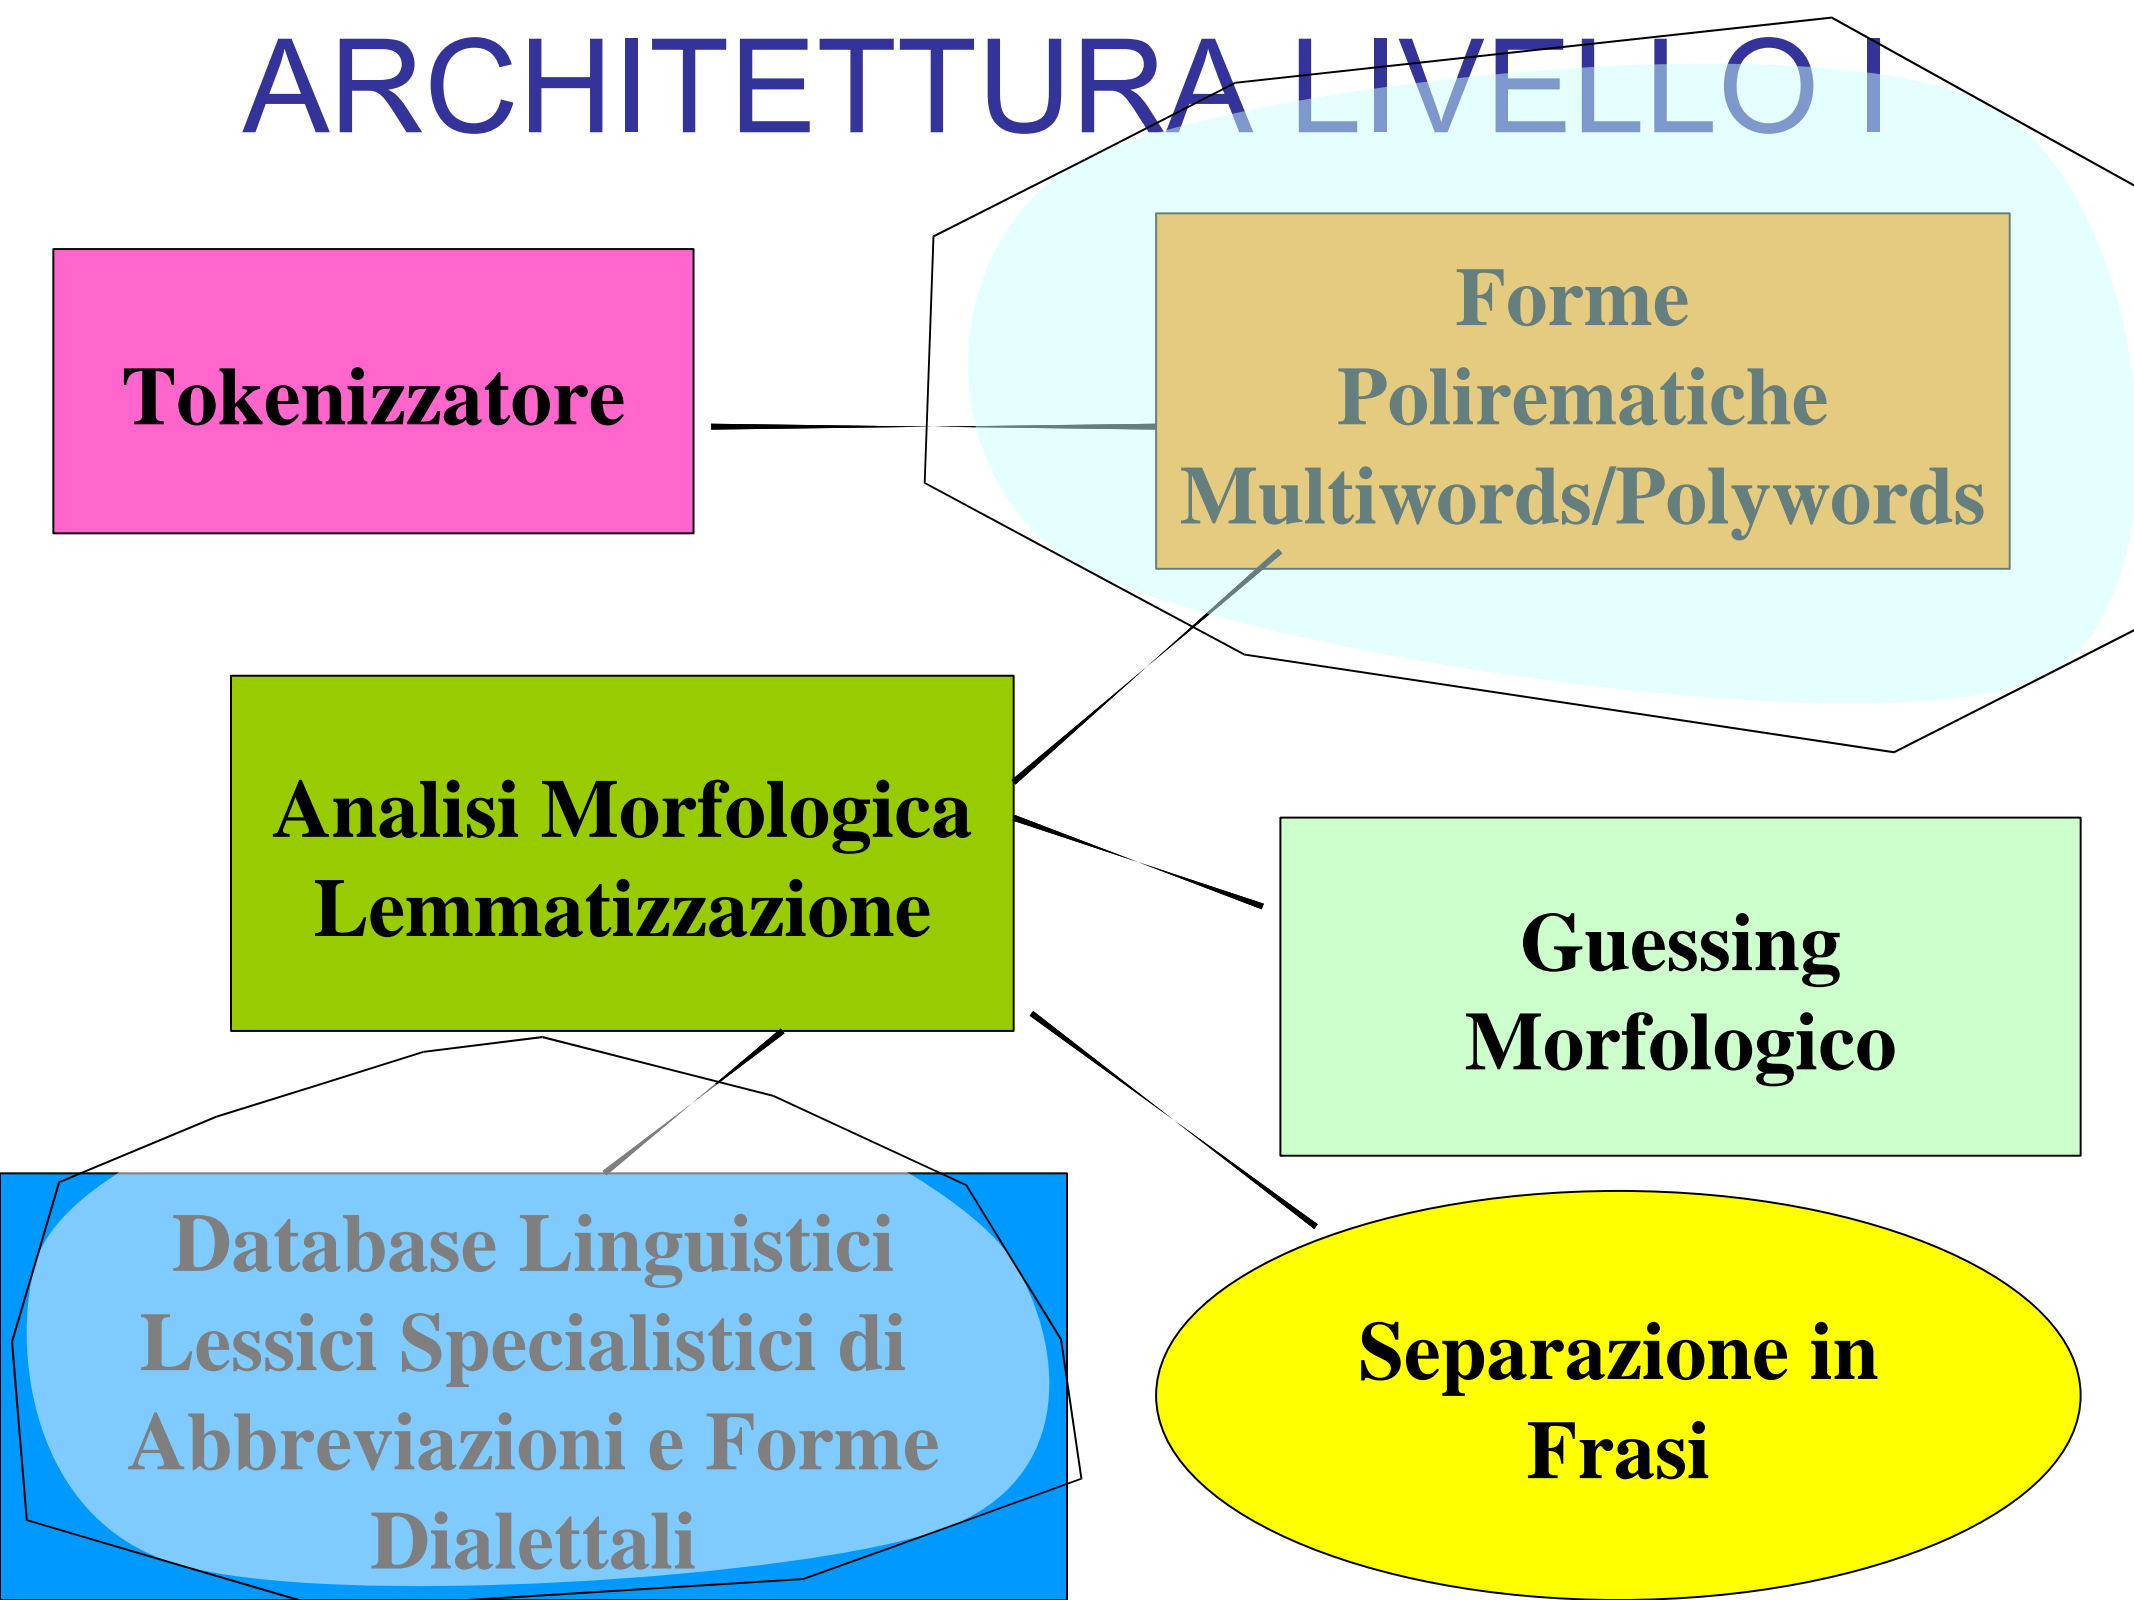 ARCHITETTURA LIVELLO I
Tokenizzatore
Forme
Polirematiche
Multiwords/Polywords
Analisi Morfologica
Lemmatizzazione
Guessing
Morfologico
Database Linguistici
Lessici Specialistici di
Abbreviazioni e Forme
Dialettali
Separazione in
Frasi